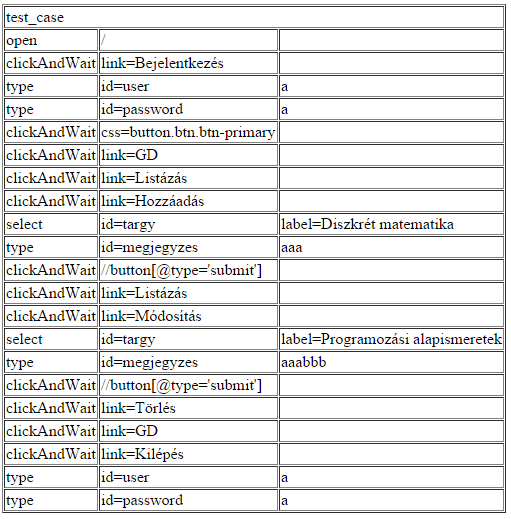 test_case
open /
clickAndWait link=Bejelentkezés
type id=user a
type id=password a
clickAndWait css=button.btn.btn-primary
clickAndWait link=GD
clickAndWait link=Listázás
clickAndWait link=Hozzáadás
select id=targy label=Diszkrét matematika
type id=megjegyzes aaa
clickAndWait //button[@type='submit']
clickAndWait link=Listázás
clickAndWait link=Módosítás
select id=targy label=Programozási alapismeretek
type id=megjegyzes aaabbb
clickAndWait //button[@type='submit']
clickAndWait link=Törlés
clickAndWait link=GD
clickAndWait link=Kilépés
type id=user a
type id=password a